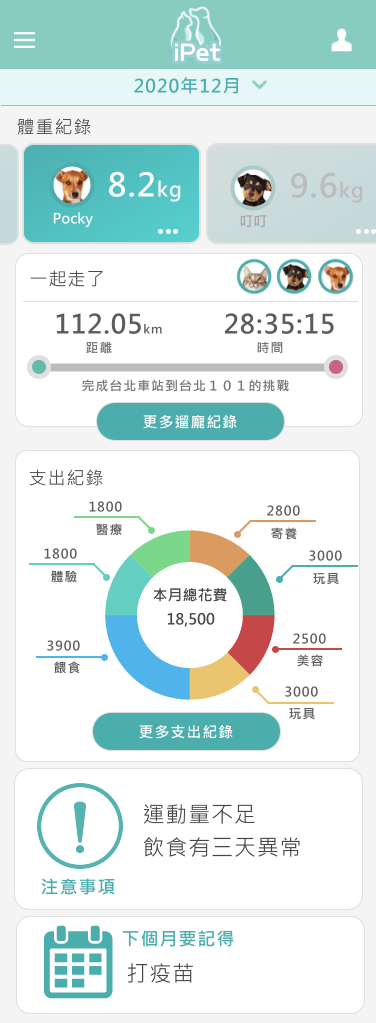 iPet
2020年12月
體重紀錄
8.2kg
Pocky
9.6kg
叮叮
一起走了
112.05km
距離
28:35:15
時間
完成台北車站到台北１０１的挑戰
更多遛龐紀錄
支出紀錄
1800
醫療
2800
寄養
1800
體驗
3000
玩具
本月總花費
18,500
3900
餵食
2500
美容
3000
玩具
更多支出紀錄
運動量不足
飲食有三天異常
注意事項
下個月要記得
打疫苗